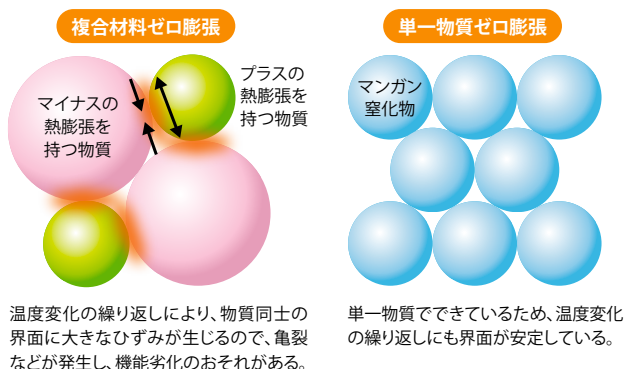 複合材料ゼロ膨張
マイナスの
熱膨張を
持つ物質
プラスの
熱膨張を
持つ物質
温度変化の繰り返しにより、物質同士の
界面に大きなひずみが生じるので、亀裂
などが発生し、機能劣化のおそれがある。
単一物質ゼロ膨張
マンガン
窒化物
単一物質でできているため、温度変化
の繰り返しにも界面が安定している。